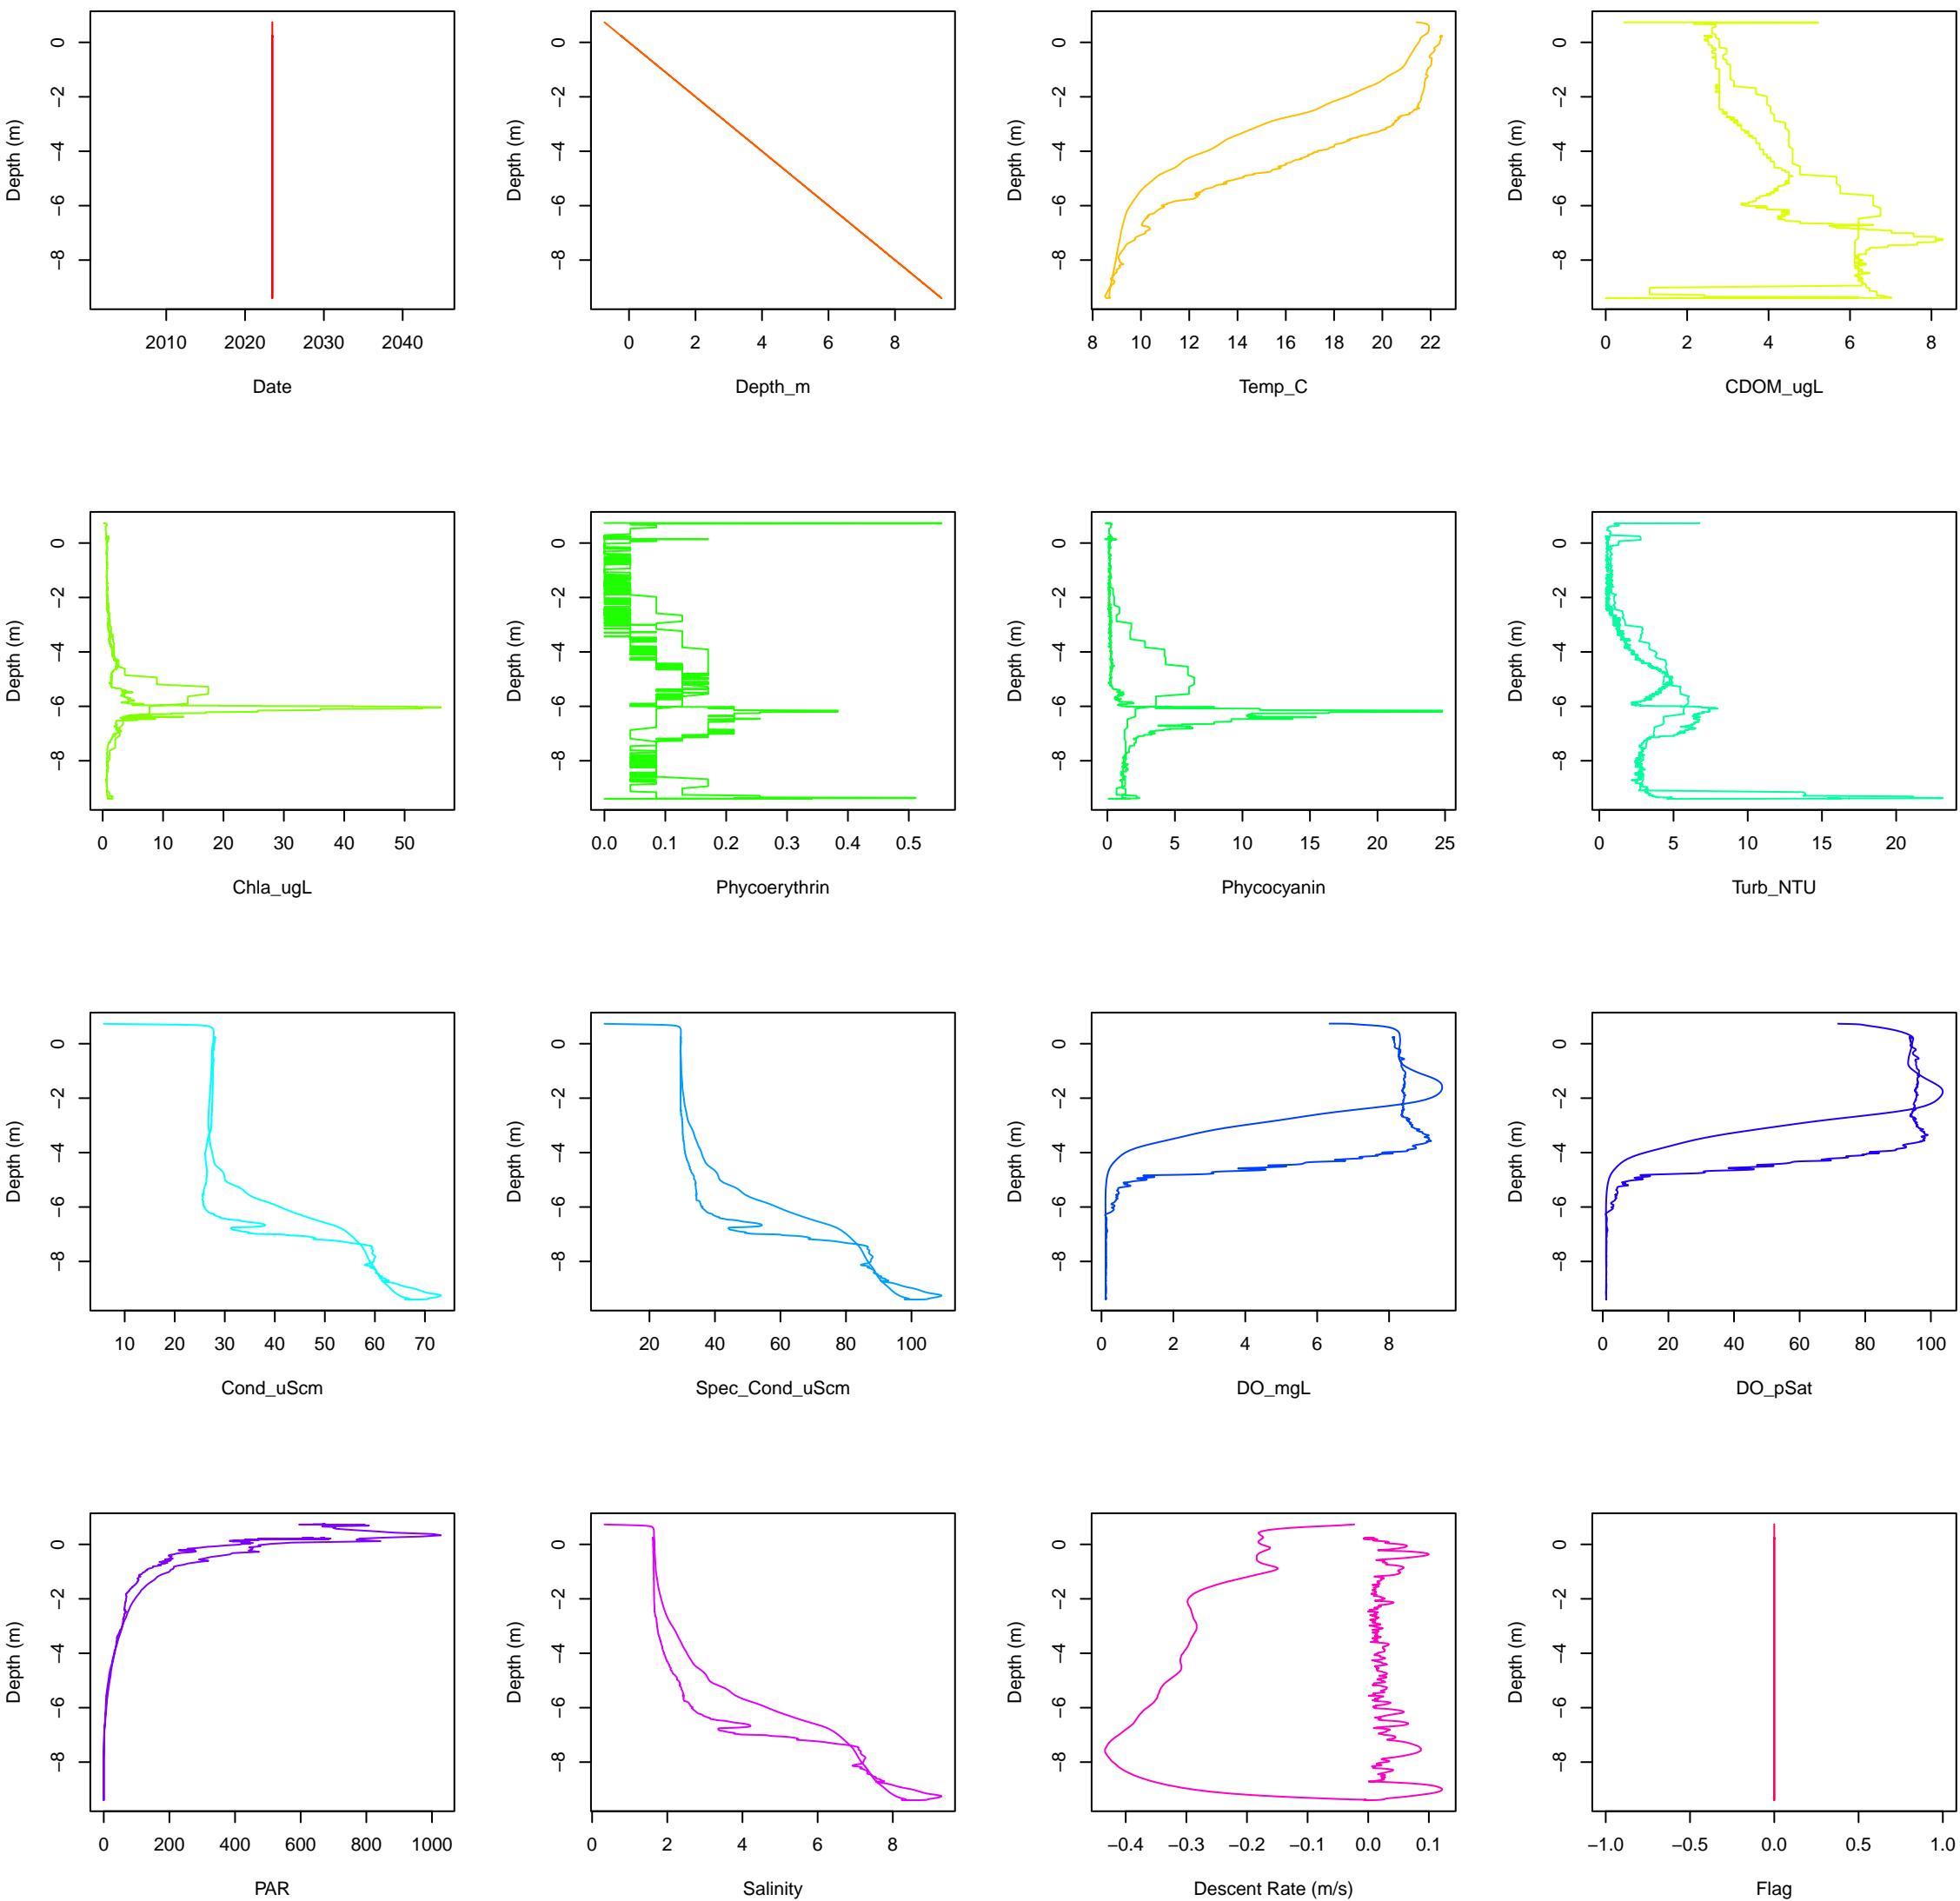 Depth (m)
0
−2
−4
−6
−8
2010 2020 2030 2040
Date
Depth (m)
0
−2
−4
−6
−8
0 2 4 6 8
Depth_m
Depth (m)
0
−2
−4
−6
−8
8 10 12 14 16 18 20 22
Temp_C
Depth (m)
0
−2
−4
−6
−8
0 2 4 6 8
CDOM_ugL
Depth (m)
0
−2
−4
−6
−8
0 10 20 30 40 50
Chla_ugL
Depth (m)
0
−2
−4
−6
−8
0.0 0.1 0.2 0.3 0.4 0.5
Phycoerythrin
Depth (m)
0
−2
−4
−6
−8
0 5 10 15 20 25
Phycocyanin
Depth (m)
0
−2
−4
−6
−8
0 5 10 15 20
Turb_NTU
Depth (m)
0
−2
−4
−6
−8
10 20 30 40 50 60 70
Cond_uScm
Depth (m)
0
−2
−4
−6
−8
20 40 60 80 100
Spec_Cond_uScm
Depth (m)
0
−2
−4
−6
−8
0 2 4 6 8
DO_mgL
Depth (m)
0
−2
−4
−6
−8
0 20 40 60 80 100
DO_pSat
Depth (m)
0
−2
−4
−6
−8
0 200 400 600 800 1000
PAR
Depth (m)
0
−2
−4
−6
−8
0 2 4 6 8
Salinity
Depth (m)
0
−2
−4
−6
−8
−0.4 −0.3 −0.2 −0.1 0.0 0.1
Descent Rate (m/s)
Depth (m)
0
−2
−4
−6
−8
−1.0 −0.5 0.0 0.5 1.0
Flag